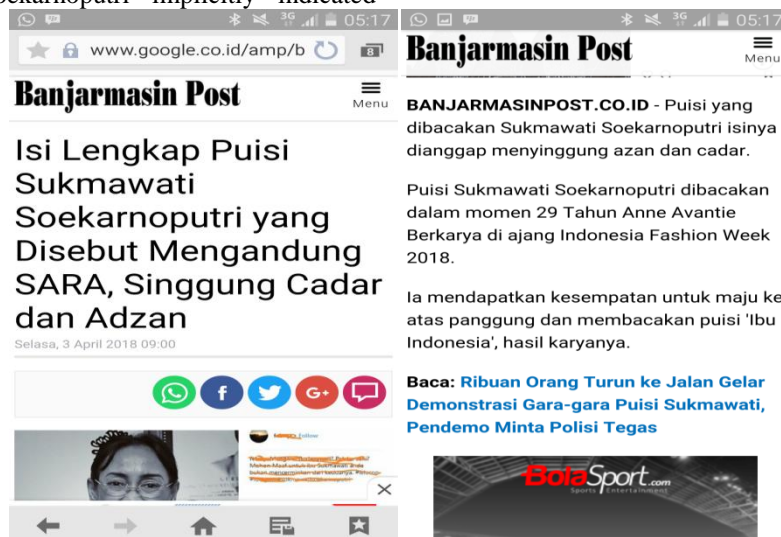 Soekarnoputri implicitly indicated
3G 05:17
www.google.co.id/amp/b
8
Banjarmasin Post
Menu
Isi Lengkap Puisi
Sukmawati
Soekarnoputri yang
Disebut Mengandung
SARA, Singgung Cadar
dan Adzan
Selasa, 3 April 2018 09:00
f G+
3G 05:17
Banjarmasin Post
Menu
BANJARMASINPOST.CO.ID - Puisi yang
dibacakan Sukmawati Soekarnoputri isinya
dianggap menyinggung azan dan cadar.
Puisi Sukmawati Soekarnoputri dibacakan
dalam momen 29 Tahun Anne Avantie
Berkarya di ajang Indonesia Fashion Week
2018.
Ia mendapatkan kesempatan untuk maju ke
atas panggung dan membacakan puisi 'Ibu
Indonesia', hasil karyanya.
Baca: Ribuan Orang Turun ke Jalan Gelar
Demonstrasi Gara-gara Puisi Sukmawati,
Pendemo Minta Polisi Tegas
BolaSport.com
Sports Entertainment